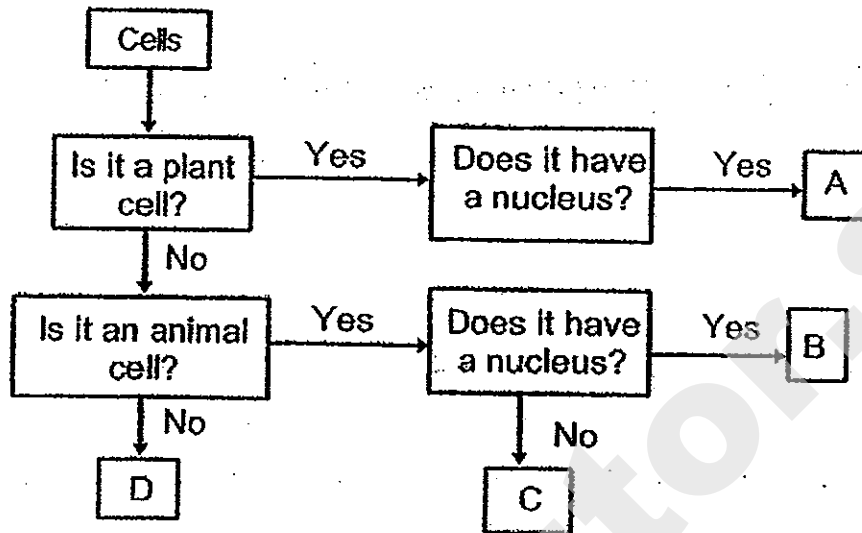 Cells
Is it a plant
cell?
Yes
Does it have
a nucleus?
Yes
A
No
Is it an animal
cell?
Yes
Does it have
a nucleus?
Yes
B
No
D
No
C